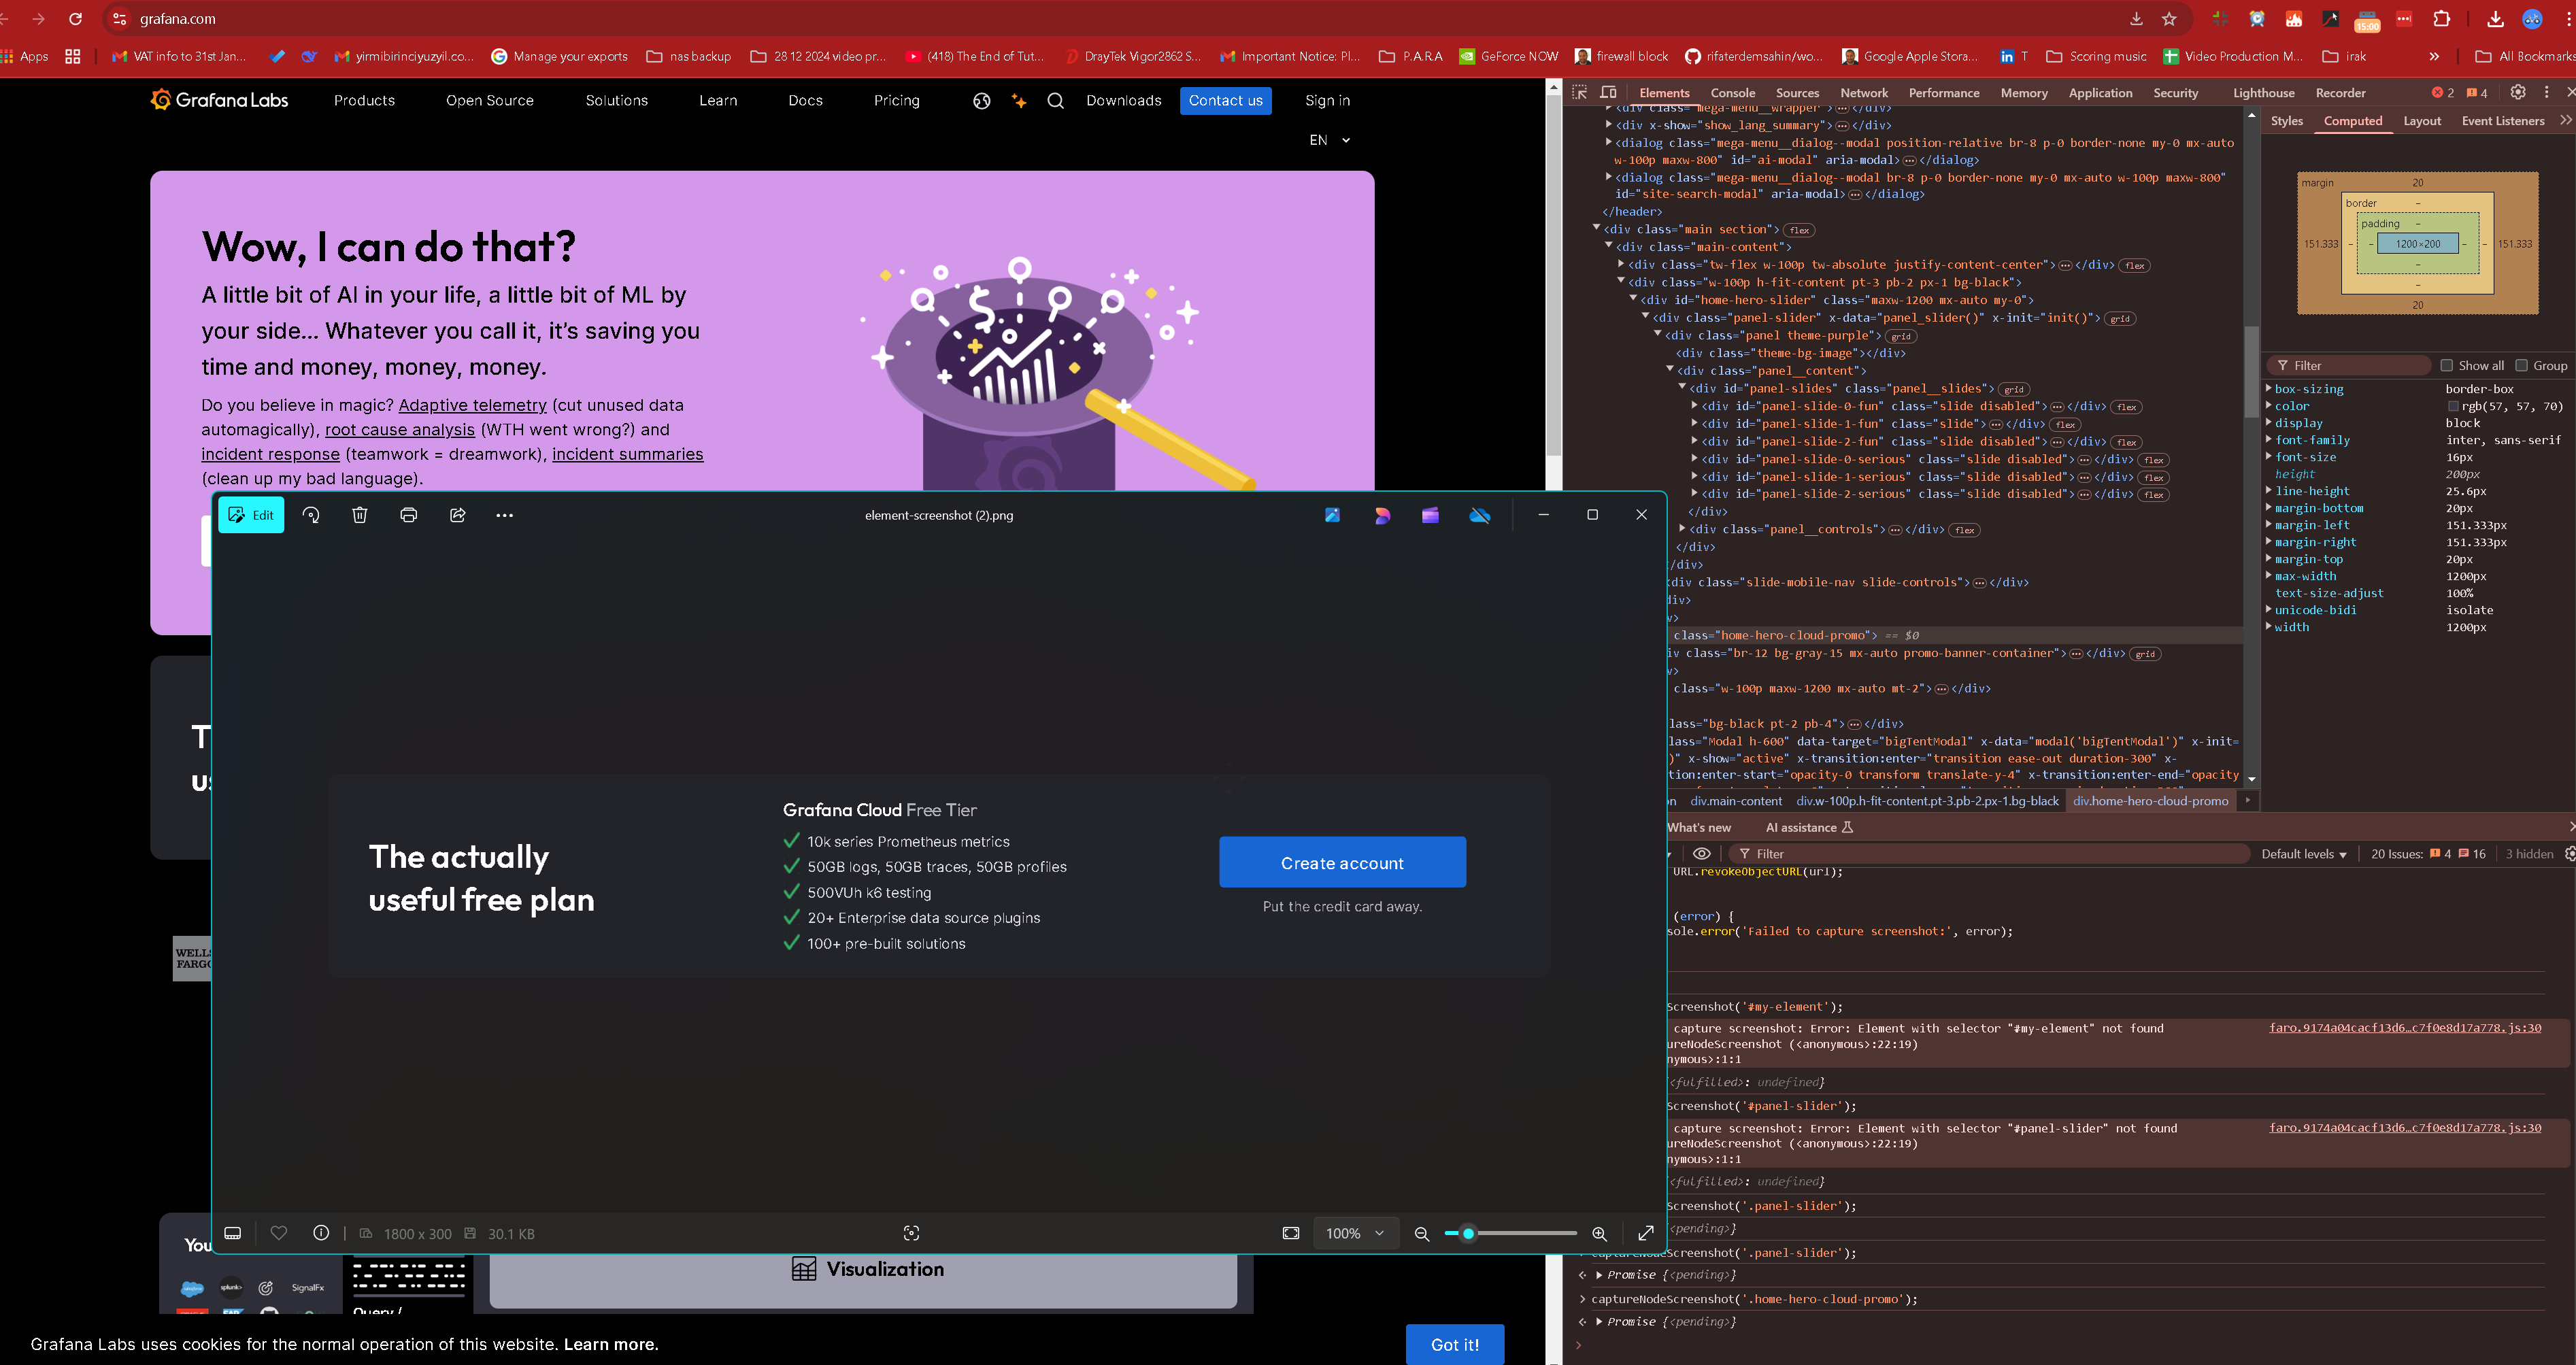 grafana.com
15:00
Apps
VAT info to 31st Jan...
yirmibirinciyuzyil.co...
Manage your exports
nas backup
28 12 2024 video pr...
(418) The End of Tut...
DrayTek Vigor2862 S...
Important Notice: Pl...
P.A.R.A
GeForce NOW
firewall block
rifaterdemsahin/wo...
Google Apple Stora...
T
Scoring music
Video Production M...
irak
»
All Bookmarks
Grafana Labs
Products
Open Source
Solutions
Learn
Docs
Pricing
Downloads
Contact us
Sign in
EN
Wow, I can do that?
A little bit of AI in your life, a little bit of ML by
your side... Whatever you call it, it's saving you
time and money, money, money.
Do you believe in magic? Adaptive telemetry (cut unused data
automagically), root cause analysis (WTH went wrong?) and
incident response (teamwork = dreamwork), incident summaries
(clean up my bad language).
Edit
element-screenshot (2).png
The actually
useful free plan
Grafana Cloud Free Tier
10k series Prometheus metrics
50GB logs, 50GB traces, 50GB profiles
500VUh k6 testing
20+ Enterprise data source plugins
100+ pre-built solutions
Create account
Put the credit card away.
1800 x 300
30.1 KB
100%
WELLS
FARGO
You
splunk>
SignalFx
Query /
Visualization
Grafana Labs uses cookies for the normal operation of this website. Learn more.
Got it!
Elements
Console
Sources
Network
Performance
Memory
Application
Security
Lighthouse
Recorder
2
4
<div class="mega-menu__wrapper">…</div>
<div x-show="show_lang_summary">…</div>
<dialog class="mega-menu__dialog--modal position-relative br-8 p-0 border-none my-0 mx-auto
w-100p maxw-800" id="ai-modal" aria-modal>…</dialog>
<dialog class="mega-menu__dialog--modal br-8 p-0 border-none my-0 mx-auto w-100p maxw-800"
id="site-search-modal" aria-modal>…</dialog>
</header>
<div class="main section"> flex
<div class="main-content">
<div class="tw-flex w-100p tw-absolute justify-content-center">…</div> flex
<div class="w-100p h-fit-content pt-3 pb-2 px-1 bg-black">
<div id="home-hero-slider" class="maxw-1200 mx-auto my-0">
<div class="panel-slider" x-data="panel_slider()" x-init="init()"> grid
<div class="panel theme-purple"> grid
<div class="theme-bg-image"></div>
<div class="panel__content">
<div id="panel-slides" class="panel__slides"> grid
<div id="panel-slide-0-fun" class="slide disabled">…</div> flex
<div id="panel-slide-1-fun" class="slide">…</div> flex
<div id="panel-slide-2-fun" class="slide disabled">…</div> flex
<div id="panel-slide-0-serious" class="slide disabled">…</div> flex
<div id="panel-slide-1-serious" class="slide disabled">…</div> flex
<div id="panel-slide-2-serious" class="slide disabled">…</div> flex
</div>
<div class="panel__controls">…</div> flex
</div>
/div>
div class="slide-mobile-nav slide-controls">…</div>
div>
v>
class="home-hero-cloud-promo"> == $0
iv class="br-12 bg-gray-15 mx-auto promo-banner-container">…</div> grid
v>
class="w-100p maxw-1200 mx-auto mt-2">…</div>
lass="bg-black pt-2 pb-4">…</div>
lass="Modal h-600" data-target="bigTentModal" x-data="modal('bigTentModal')" x-init=
)" x-show="active" x-transition:enter="transition ease-out duration-300" x-
tion:enter-start="opacity-0 transform translate-y-4" x-transition:enter-end="opacity
on
div.main-content
div.w-100p.h-fit-content.pt-3.pb-2.px-1.bg-black
div.home-hero-cloud-promo
Styles
Computed
Layout
Event Listeners
margin
20
border
–
padding
–
151.333
1200×200
151.333
–
–
20
Filter
Show all
Group
box-sizing border-box
color rgb(57, 57, 70)
display block
font-family inter, sans-serif
font-size 16px
height 200px
line-height 25.6px
margin-bottom 20px
margin-left 151.333px
margin-right 151.333px
margin-top 20px
max-width 1200px
text-size-adjust 100%
unicode-bidi isolate
width 1200px
What's new
AI assistance
Filter
Default levels
20 Issues:
4
16
3 hidden
URL.revokeObjectURL(url);
(error) {
sole.error('Failed to capture screenshot:', error);
Screenshot('#my-element');
capture screenshot: Error: Element with selector "#my-element" not found
faro.9174a04cacf13d6…c7f0e8d17a778.js:30
ureNodeScreenshot (<anonymous>:22:19)
nymous>:1:1
<fulfilled>: undefined}
Screenshot('#panel-slider');
capture screenshot: Error: Element with selector "#panel-slider" not found
faro.9174a04cacf13d6…c7f0e8d17a778.js:30
ureNodeScreenshot (<anonymous>:22:19)
nymous>:1:1
<fulfilled>: undefined}
Screenshot('.panel-slider');
<pending>}
captureNodeScreenshot('.panel-slider');
Promise {<pending>}
captureNodeScreenshot('.home-hero-cloud-promo');
Promise {<pending>}